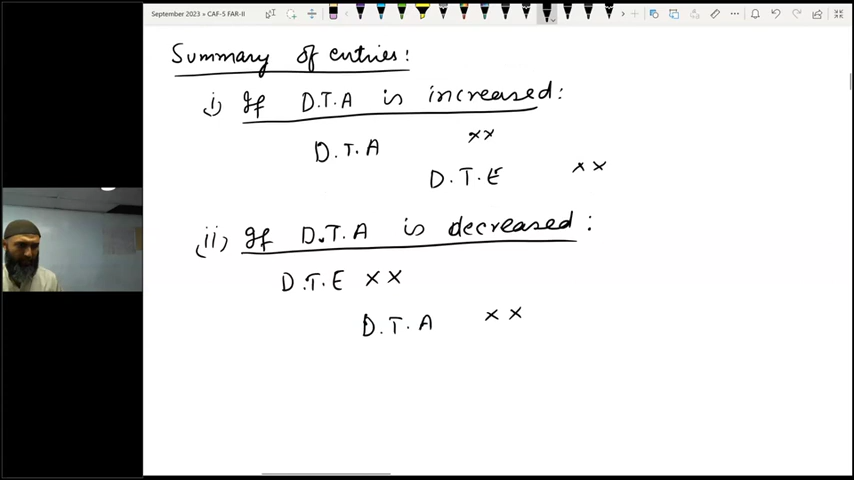 September 2023 » CAF-5 FAR-II
Summary of entries:
i) If D.T.A is increased:
D.T.A xx
D.T.E xx
(ii) If D.T.A is decreased:
D.T.E xx
D.T.A xx